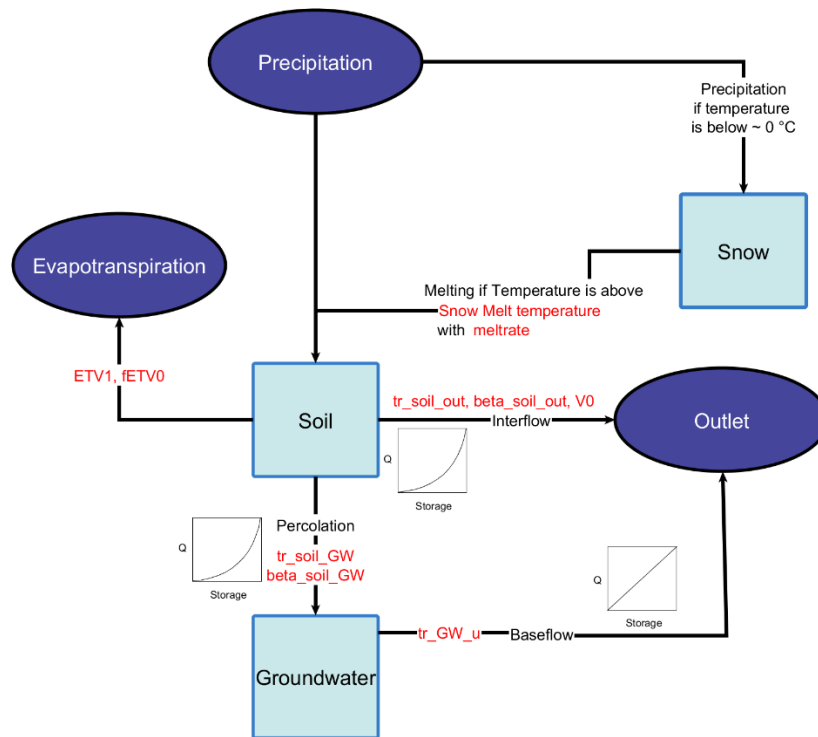 Precipitation
Precipitation
if temperature
is below ~ 0 °C
Snow
Evapotranspiration
Melting if Temperature is above
Snow Melt temperature
with meltrate
ETV1, fETV0
Soil
tr_soil_out, beta_soil_out, V0
Interflow
Outlet
Q
Storage
Percolation
Q
tr_soil_GW
beta_soil_GW
Storage
Q
Storage
tr_GW_u
Baseflow
Groundwater